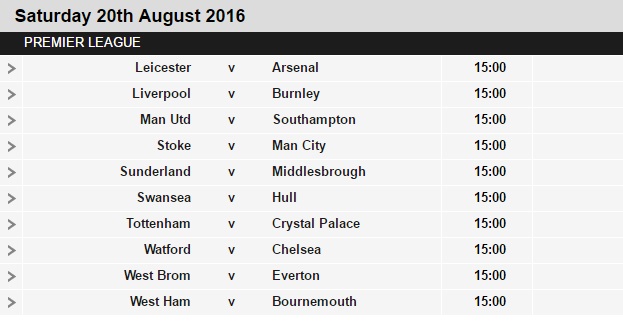 Saturday 20th August 2016
PREMIER LEAGUE
Leicester v Arsenal 15:00
Liverpool v Burnley 15:00
Man Utd v Southampton 15:00
Stoke v Man City 15:00
Sunderland v Middlesbrough 15:00
Swansea v Hull 15:00
Tottenham v Crystal Palace 15:00
Watford v Chelsea 15:00
West Brom v Everton 15:00
West Ham v Bournemouth 15:00